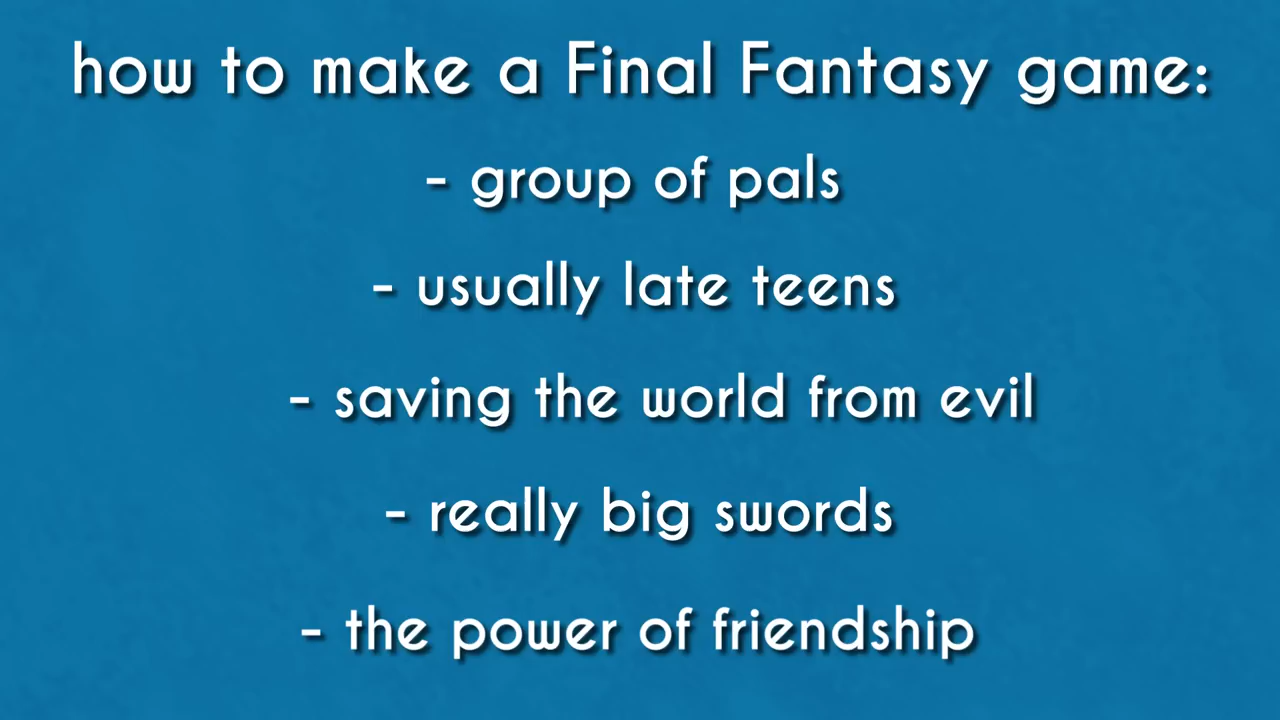 how to make a Final Fantasy game:
- group of pals
- usually late teens
- saving the world from evil
- really big swords
- the power of friendship